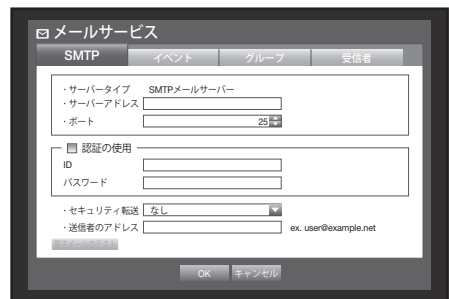 メールサービス
SMTP イベント グループ 受信者
・サーバータイプ SMTPメールサーバー
・サーバーアドレス
・ポート 25
認証の使用
ID
パスワード
・セキュリティ転送 なし
・送信者のアドレス ex. user@example.net
OK キャンセル